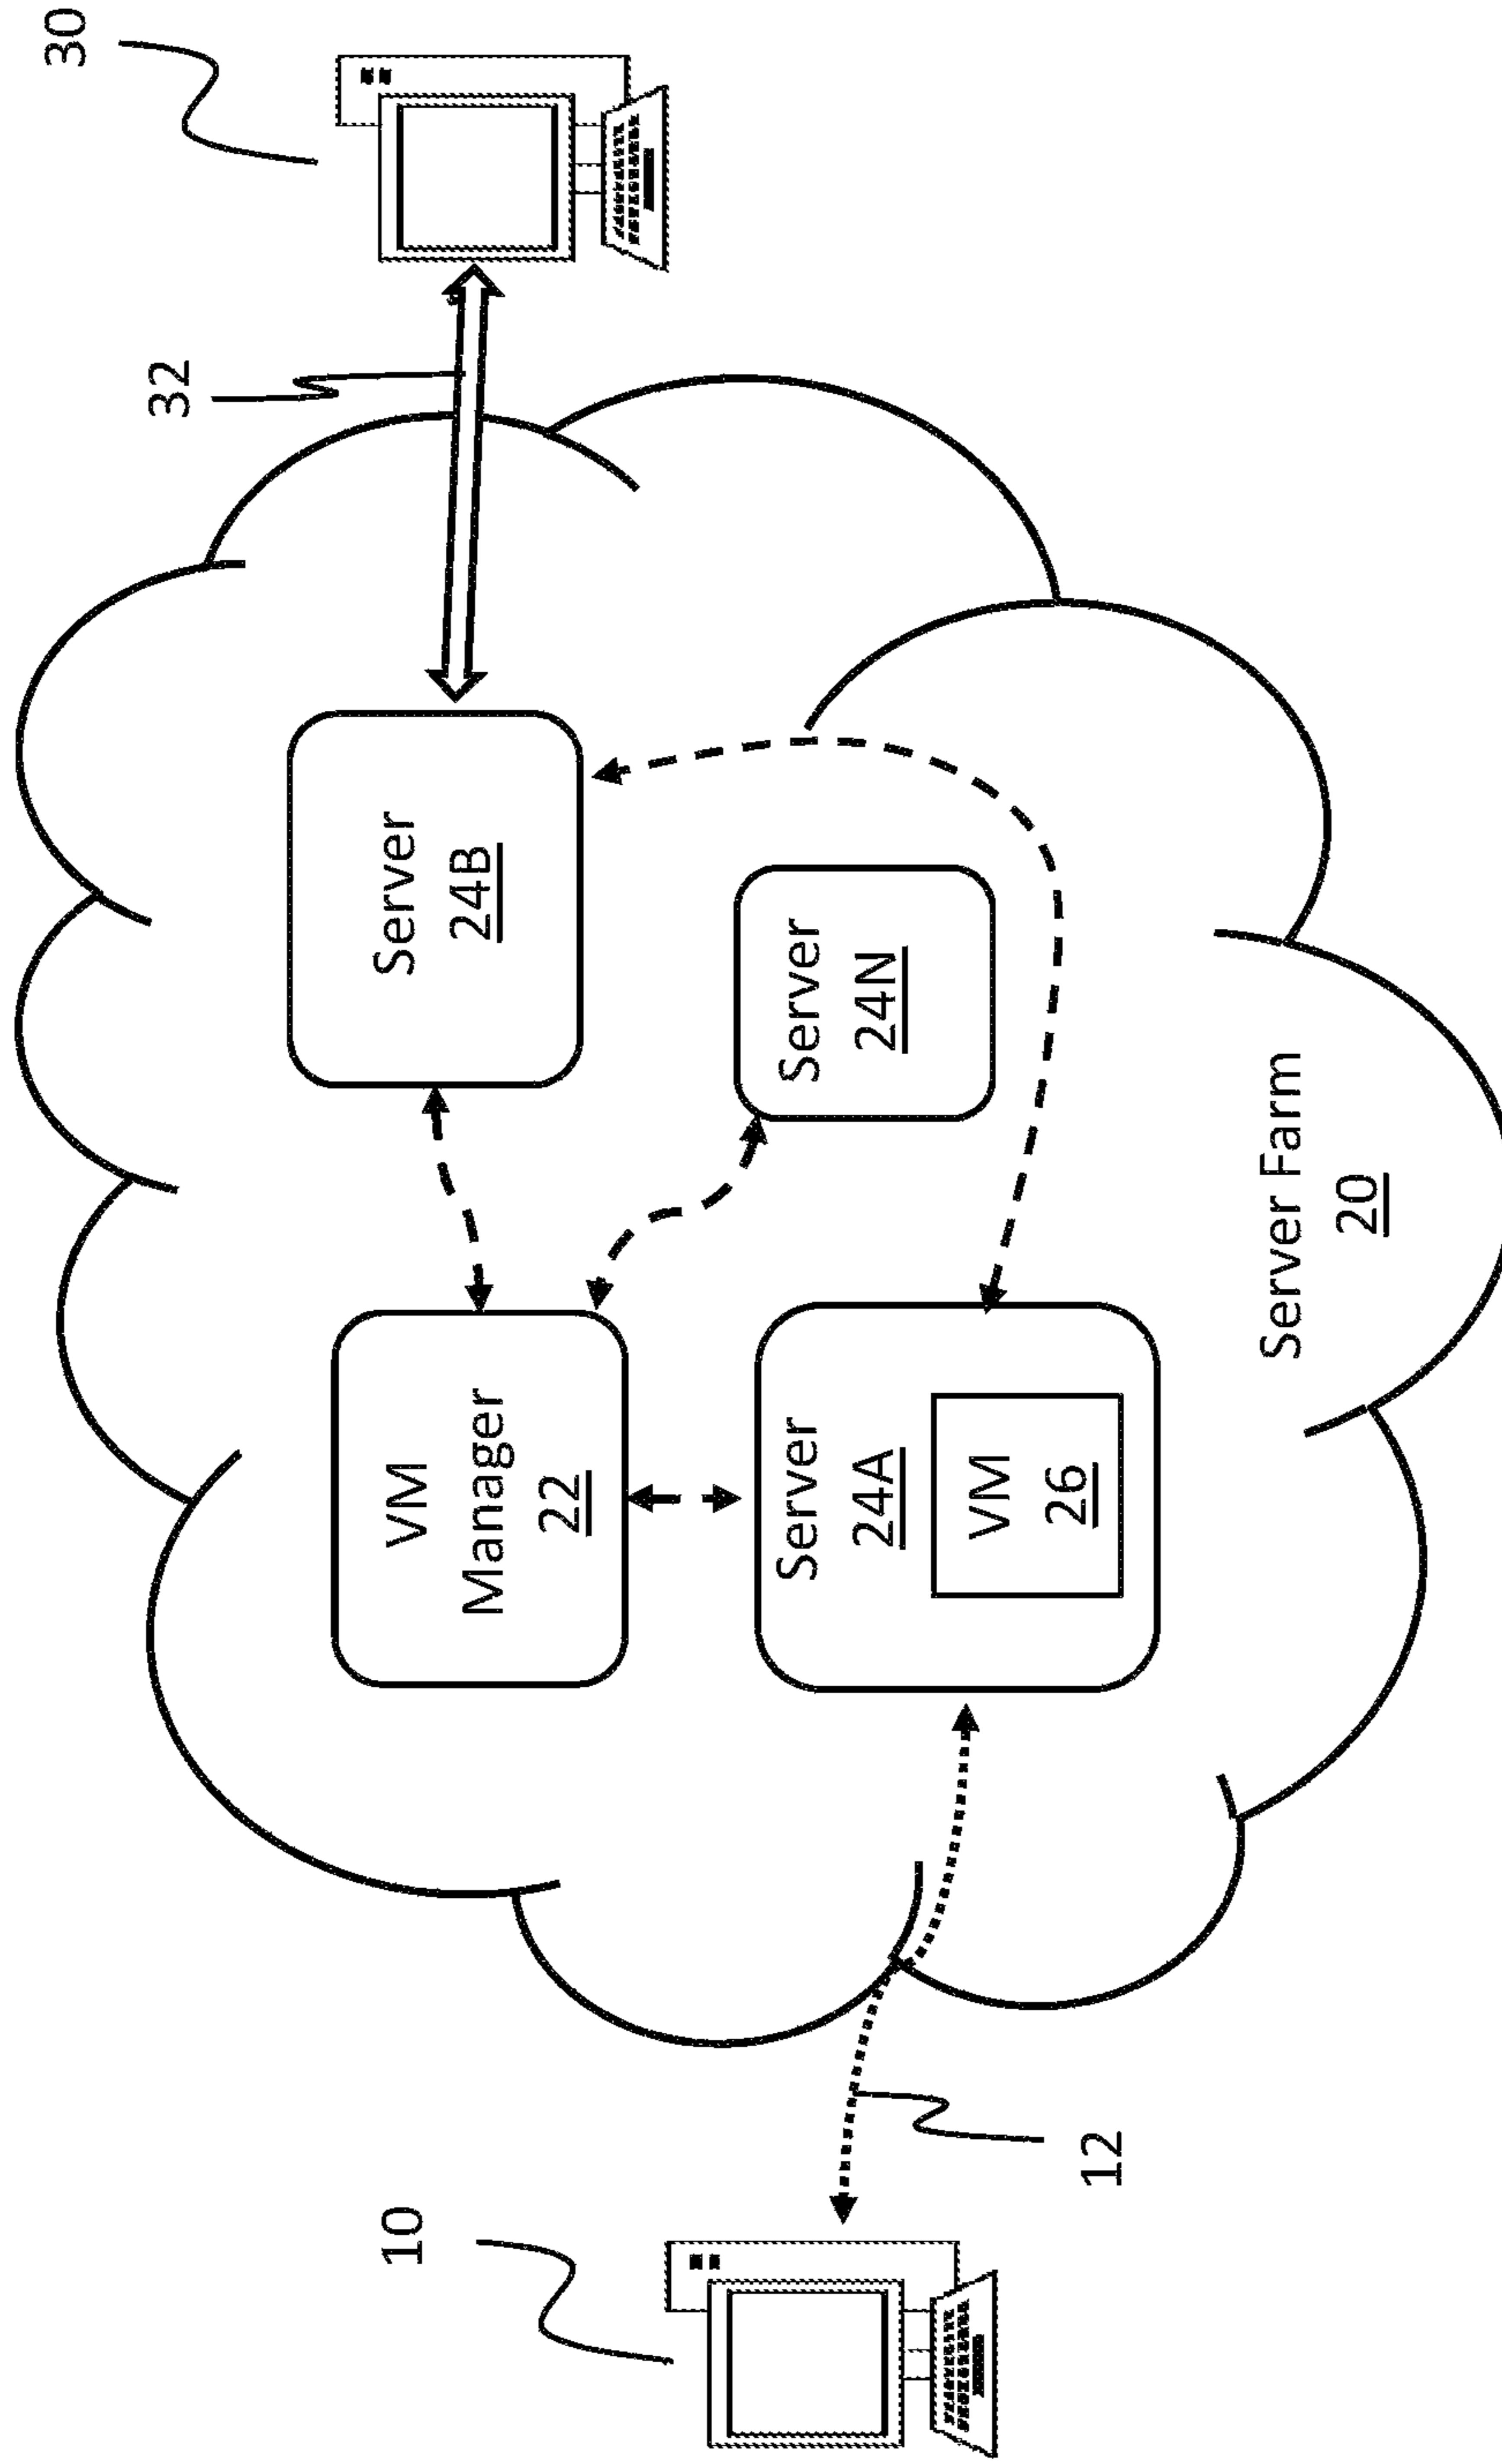 10
12
VM
Manager
22
Server
24A
VM
26
Server
24B
Server
24N
Server Farm
20
32
30